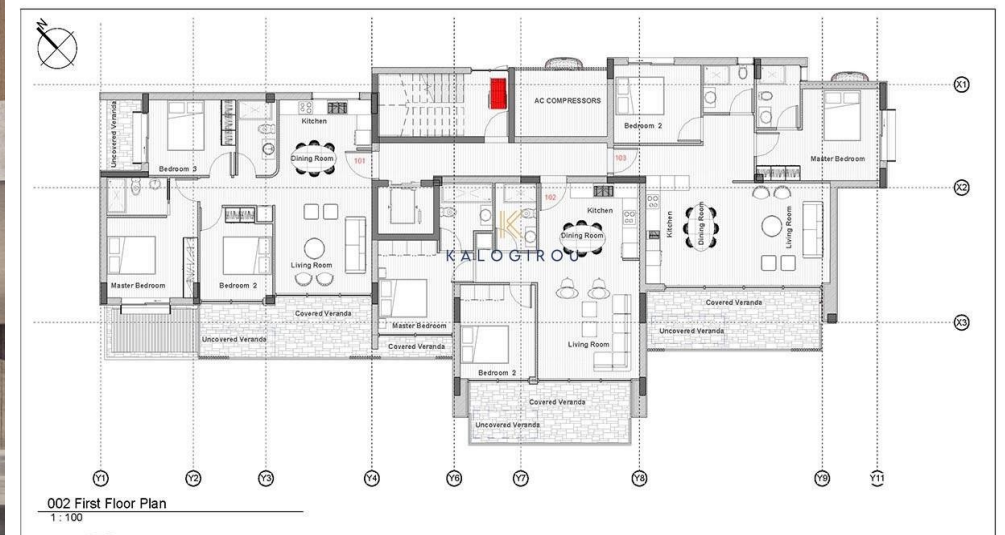 N
X1
AC COMPRESSORS
Uncovered Veranda
Kitchen
Bedroom 2
Bedroom 3
Dining Room
101
103
Master Bedroom
X2
102
Kitchen
Kitchen
Dining Room
Living Room
Dining Room
K
KALOGIROU
Living Room
Master Bedroom
Bedroom 2
Covered Veranda
Covered Veranda
Uncovered Veranda
Master Bedroom
Uncovered Veranda
X3
Covered Veranda
Living Room
Bedroom 2
Covered Veranda
Uncovered Veranda
Y1
Y2
Y3
Y4
Y6
Y7
Y8
Y9
Y11
002 First Floor Plan
1 : 100